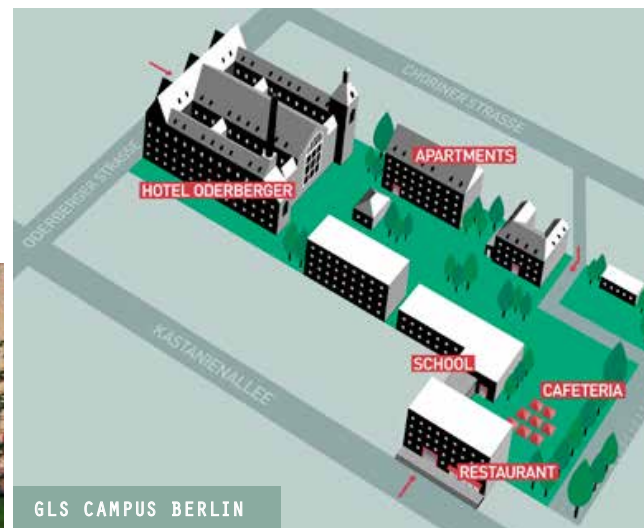 CHORINER STRASSE
APARTMENTS
HOTEL ODERBERGER
ODERBERGER STRASSE
KASTANIENALLEE
SCHOOL
CAFETERIA
RESTAURANT
GLS CAMPUS BERLIN